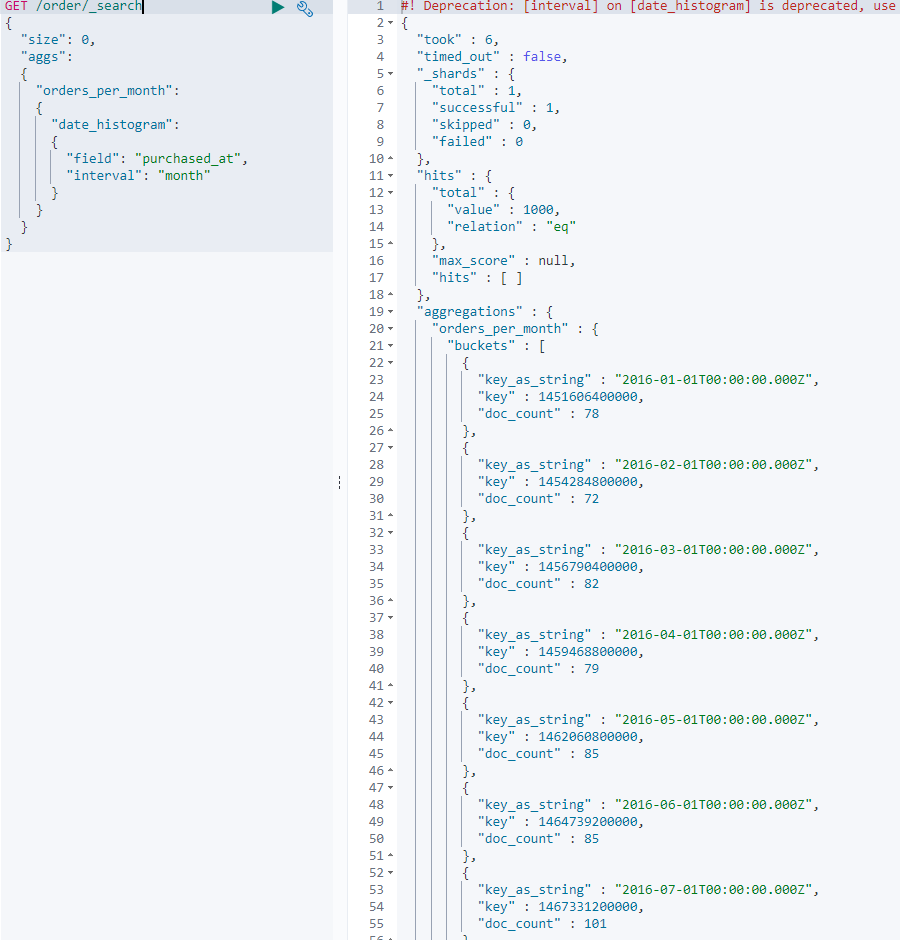 GET /order/_search
{
  "size": 0,
  "aggs":
  {
    "orders_per_month":
    {
      "date_histogram":
      {
        "field": "purchased_at",
        "interval": "month"
      }
    }
  }
}
1 #! Deprecation: [interval] on [date_histogram] is deprecated, use
2 {
3   "took" : 6,
4   "timed_out" : false,
5   "_shards" : {
6     "total" : 1,
7     "successful" : 1,
8     "skipped" : 0,
9     "failed" : 0
10   },
11   "hits" : {
12     "total" : {
13       "value" : 1000,
14       "relation" : "eq"
15     },
16     "max_score" : null,
17     "hits" : [ ]
18   },
19   "aggregations" : {
20     "orders_per_month" : {
21       "buckets" : [
22         {
23           "key_as_string" : "2016-01-01T00:00:00.000Z",
24           "key" : 1451606400000,
25           "doc_count" : 78
26         },
27         {
28           "key_as_string" : "2016-02-01T00:00:00.000Z",
29           "key" : 1454284800000,
30           "doc_count" : 72
31         },
32         {
33           "key_as_string" : "2016-03-01T00:00:00.000Z",
34           "key" : 1456790400000,
35           "doc_count" : 82
36         },
37         {
38           "key_as_string" : "2016-04-01T00:00:00.000Z",
39           "key" : 1459468800000,
40           "doc_count" : 79
41         },
42         {
43           "key_as_string" : "2016-05-01T00:00:00.000Z",
44           "key" : 1462060800000,
45           "doc_count" : 85
46         },
47         {
48           "key_as_string" : "2016-06-01T00:00:00.000Z",
49           "key" : 1464739200000,
50           "doc_count" : 85
51         },
52         {
53           "key_as_string" : "2016-07-01T00:00:00.000Z",
54           "key" : 1467331200000,
55           "doc_count" : 101